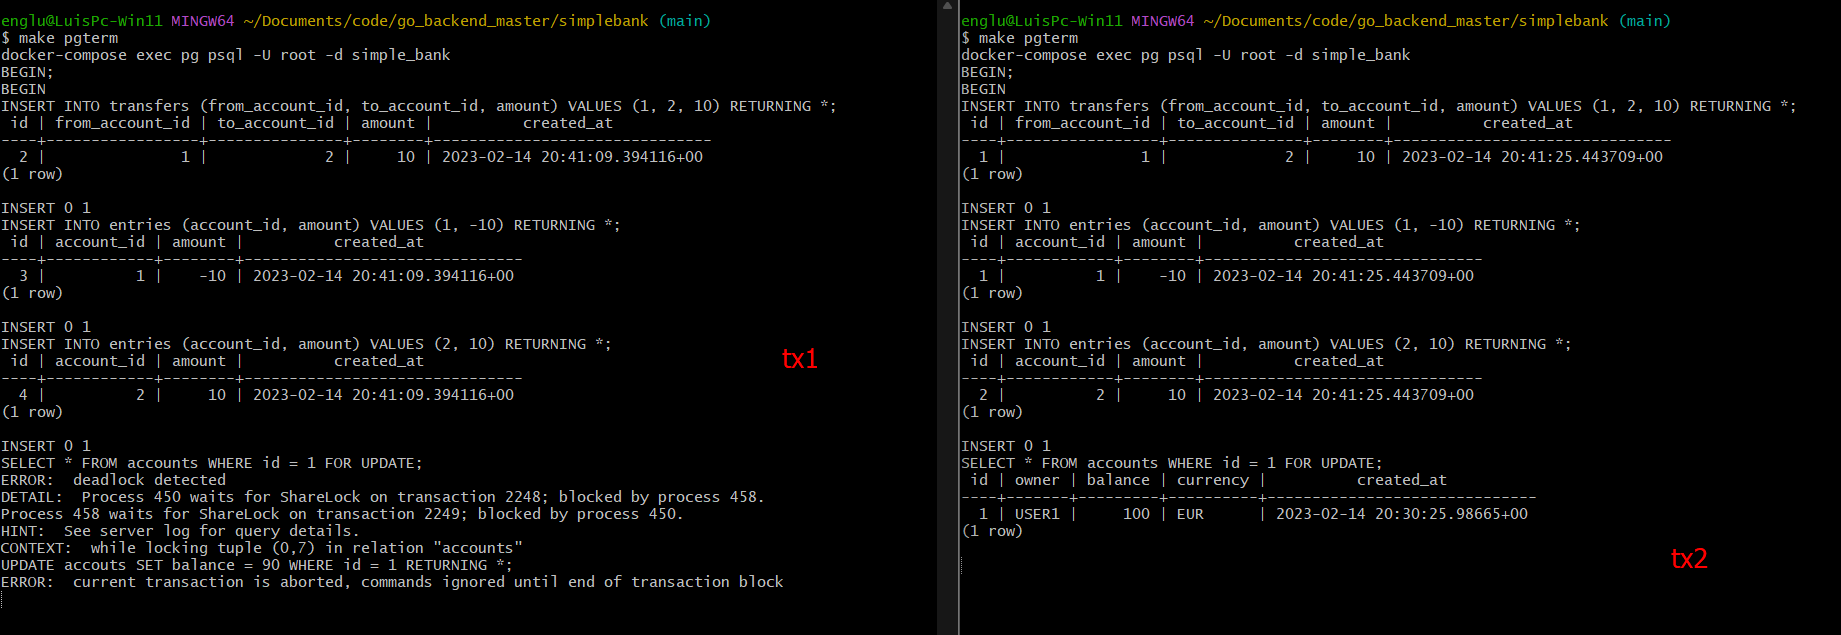 englu@LuisPc-Win11 MINGW64 ~/Documents/code/go_backend_master/simplebank (main)
$ make pgterm
docker-compose exec pg psql -U root -d simple_bank
BEGIN;
BEGIN
INSERT INTO transfers (from_account_id, to_account_id, amount) VALUES (1, 2, 10) RETURNING *;
 id | from_account_id | to_account_id | amount |          created_at
----+-----------------+---------------+--------+-------------------------------
  2 |               1 |             2 |     10 | 2023-02-14 20:41:09.394116+00
(1 row)

INSERT 0 1
INSERT INTO entries (account_id, amount) VALUES (1, -10) RETURNING *;
 id | account_id | amount |          created_at
----+------------+--------+-------------------------------
  3 |          1 |    -10 | 2023-02-14 20:41:09.394116+00
(1 row)

INSERT 0 1
INSERT INTO entries (account_id, amount) VALUES (2, 10) RETURNING *;
 id | account_id | amount |          created_at
----+------------+--------+-------------------------------
  4 |          2 |     10 | 2023-02-14 20:41:09.394116+00
(1 row)

INSERT 0 1
SELECT * FROM accounts WHERE id = 1 FOR UPDATE;
ERROR:  deadlock detected
DETAIL:  Process 450 waits for ShareLock on transaction 2248; blocked by process 458.
Process 458 waits for ShareLock on transaction 2249; blocked by process 450.
HINT:  See server log for query details.
CONTEXT:  while locking tuple (0,7) in relation "accounts"
UPDATE accouts SET balance = 90 WHERE id = 1 RETURNING *;
ERROR:  current transaction is aborted, commands ignored until end of transaction block
tx1
englu@LuisPc-Win11 MINGW64 ~/Documents/code/go_backend_master/simplebank (main)
$ make pgterm
docker-compose exec pg psql -U root -d simple_bank
BEGIN;
BEGIN
INSERT INTO transfers (from_account_id, to_account_id, amount) VALUES (1, 2, 10) RETURNING *;
 id | from_account_id | to_account_id | amount |          created_at
----+-----------------+---------------+--------+-------------------------------
  1 |               1 |             2 |     10 | 2023-02-14 20:41:25.443709+00
(1 row)

INSERT 0 1
INSERT INTO entries (account_id, amount) VALUES (1, -10) RETURNING *;
 id | account_id | amount |          created_at
----+------------+--------+-------------------------------
  1 |          1 |    -10 | 2023-02-14 20:41:25.443709+00
(1 row)

INSERT 0 1
INSERT INTO entries (account_id, amount) VALUES (2, 10) RETURNING *;
 id | account_id | amount |          created_at
----+------------+--------+-------------------------------
  2 |          2 |     10 | 2023-02-14 20:41:25.443709+00
(1 row)

INSERT 0 1
SELECT * FROM accounts WHERE id = 1 FOR UPDATE;
 id | owner | balance | currency |          created_at
----+-------+---------+----------+------------------------------
  1 | USER1 |     100 | EUR      | 2023-02-14 20:30:25.98665+00
(1 row)
tx2